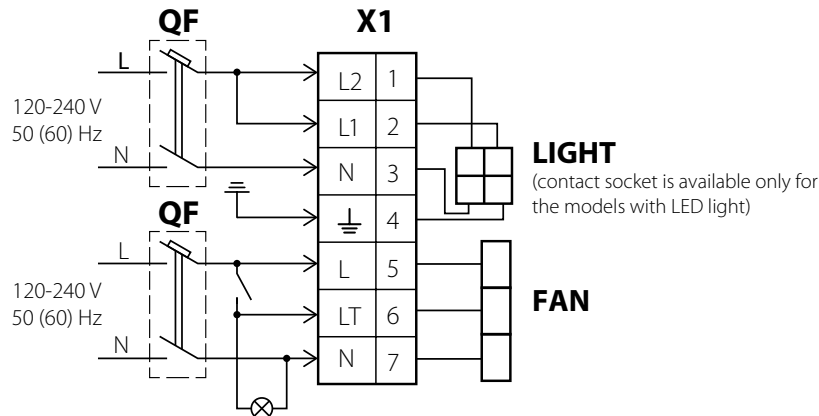 QF
X1
L
120-240 V
50 (60) Hz
N
L2 1
L1 2
N 3
4
LIGHT
(contact socket is available only for
the models with LED light)
QF
L
120-240 V
50 (60) Hz
N
L 5
LT 6
N 7
FAN